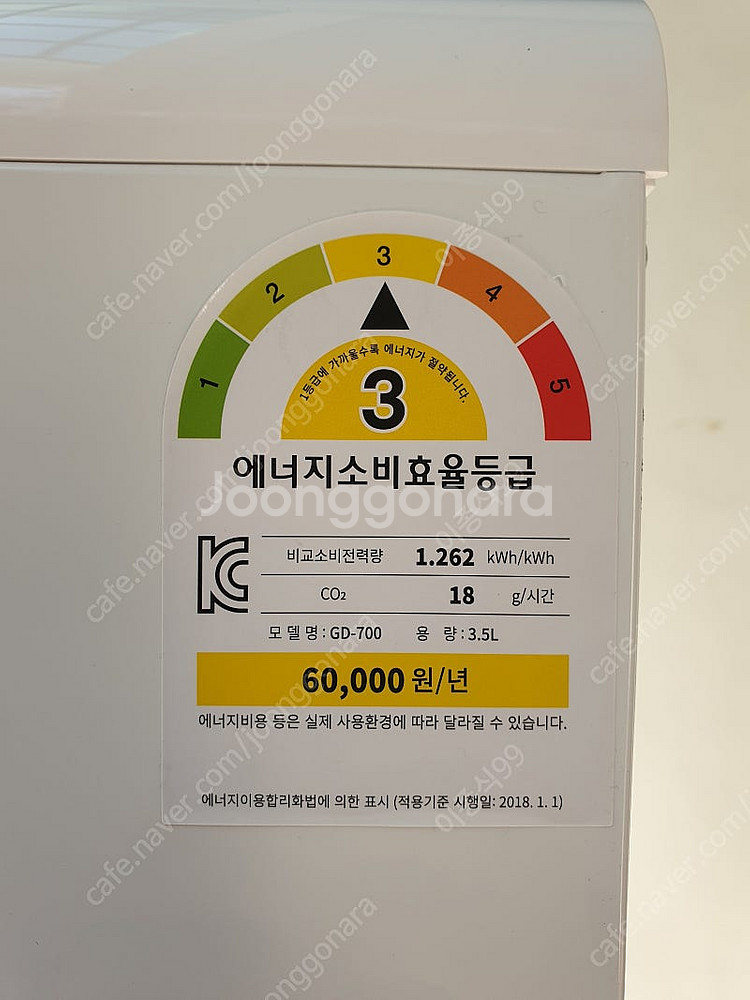 1
2
3
4
5
1등급에 가까울수록 에너지가 절약됩니다.
3
에너지소비효율등급
Joonggonara
비교소비전력량 1.262 kWh/kWh
CO₂ 18 g/시간
모 델 명 : GD-700 용 량 : 3.5L
60,000 원/년
에너지비용 등은 실제 사용환경에 따라 달라질 수 있습니다.
에너지이용합리화법에 의한 표시 (적용기준 시행일: 2018. 1. 1)
cafe.naver.com/joonggonara
이종식99